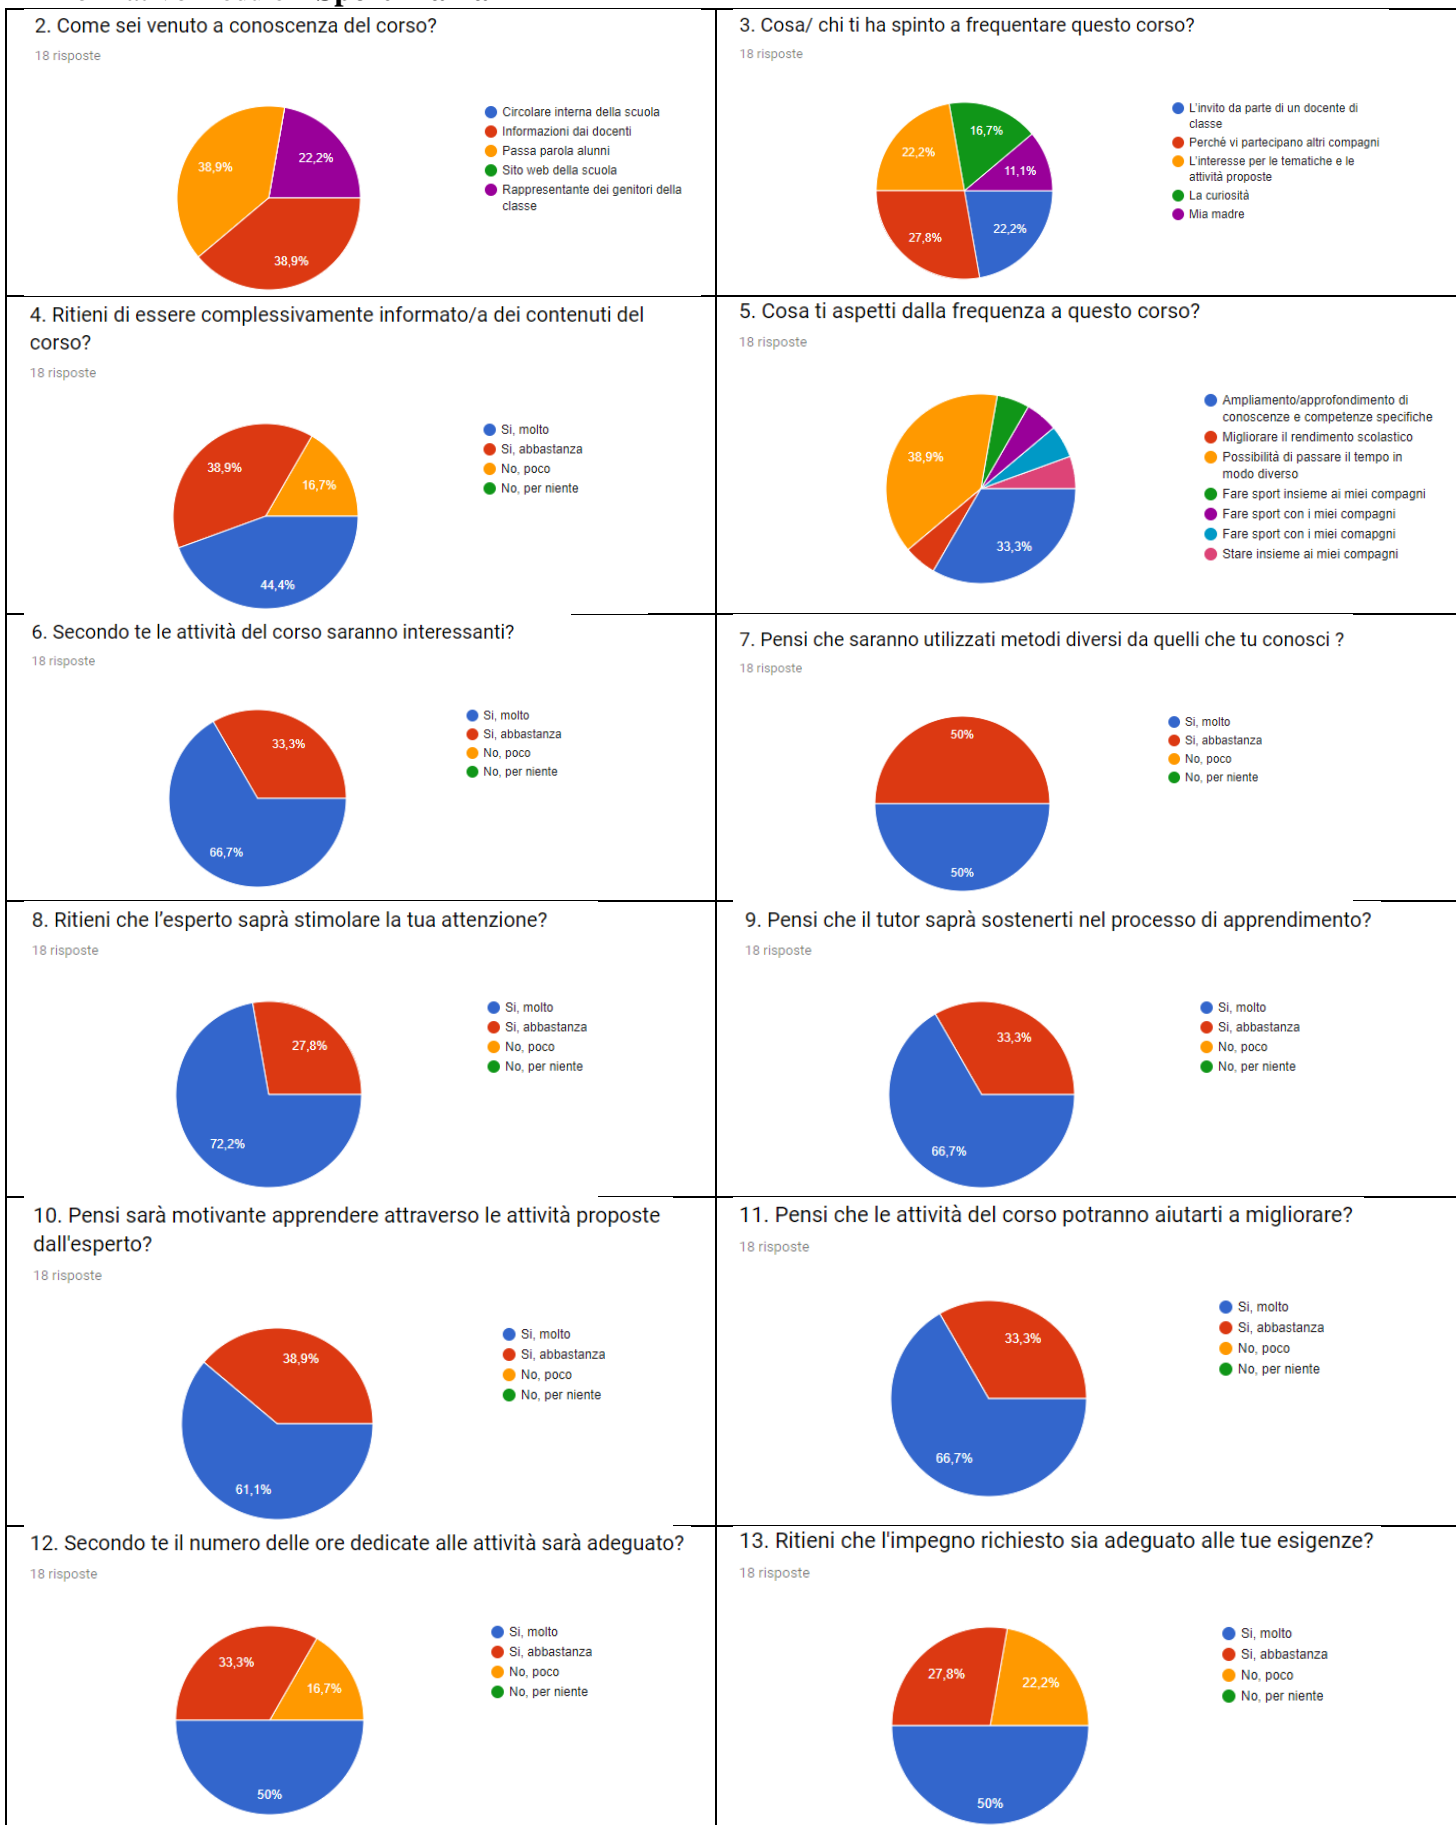 2. Come sei venuto a conoscenza del corso?
18 risposte
38,9%
22,2%
38,9%
Circolare interna della scuola
Informazioni dai docenti
Passa parola alunni
Sito web della scuola
Rappresentante dei genitori della
classe
3. Cosa/ chi ti ha spinto a frequentare questo corso?
18 risposte
16,7%
22,2%
11,1%
27,8%
22,2%
L'invito da parte di un docente di
classe
Perché vi partecipano altri compagni
L'interesse per le tematiche e le
attività proposte
La curiosità
Mia madre
4. Ritieni di essere complessivamente informato/a dei contenuti del
corso?
18 risposte
38,9%
16,7%
44,4%
Si, molto
Si, abbastanza
No, poco
No, per niente
5. Cosa ti aspetti dalla frequenza a questo corso?
18 risposte
38,9%
33,3%
Ampliamento/approfondimento di
conoscenze e competenze specifiche
Migliorare il rendimento scolastico
Possibilità di passare il tempo in
modo diverso
Fare sport insieme ai miei compagni
Fare sport con i miei compagni
Fare sport con i miei comapgni
Stare insieme ai miei compagni
6. Secondo te le attività del corso saranno interessanti?
18 risposte
33,3%
66,7%
Si, molto
Si, abbastanza
No, poco
No, per niente
7. Pensi che saranno utilizzati metodi diversi da quelli che tu conosci ?
18 risposte
50%
50%
Si, molto
Si, abbastanza
No, poco
No, per niente
8. Ritieni che l’esperto saprà stimolare la tua attenzione?
18 risposte
27,8%
72,2%
Si, molto
Si, abbastanza
No, poco
No, per niente
9. Pensi che il tutor saprà sostenerti nel processo di apprendimento?
18 risposte
33,3%
66,7%
Si, molto
Si, abbastanza
No, poco
No, per niente
10. Pensi sarà motivante apprendere attraverso le attività proposte
dall'esperto?
18 risposte
38,9%
61,1%
Si, molto
Si, abbastanza
No, poco
No, per niente
11. Pensi che le attività del corso potranno aiutarti a migliorare?
18 risposte
33,3%
66,7%
Si, molto
Si, abbastanza
No, poco
No, per niente
12. Secondo te il numero delle ore dedicate alle attività sarà adeguato?
18 risposte
33,3%
16,7%
50%
Si, molto
Si, abbastanza
No, poco
No, per niente
13. Ritieni che l'impegno richiesto sia adeguato alle tue esigenze?
18 risposte
27,8%
22,2%
50%
Si, molto
Si, abbastanza
No, poco
No, per niente